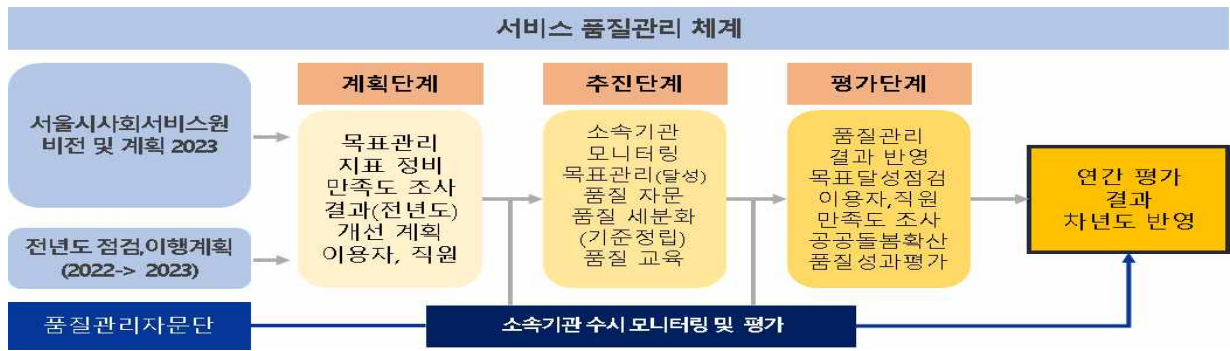 서비스 품질관리 체계
서울시사회서비스원
비전 및 계획 2023
전년도 점검,이행계획
(2022-> 2023)
품질관리자문단
계획단계
목표관리
지표 정비
만족도 조사
결과(전년도)
개선 계획
이용자, 직원
추진단계
소속기관
모니터링
목표관리(달성)
품질 자문
품질 세분화
(기준정립)
품질 교육
평가단계
품질관리
결과 반영
목표달성점검
이용자,직원
만족도 조사
공공돌봄확산
품질성과평가
연간 평가
결과
차년도 반영
소속기관 수시 모니터링 및 평가